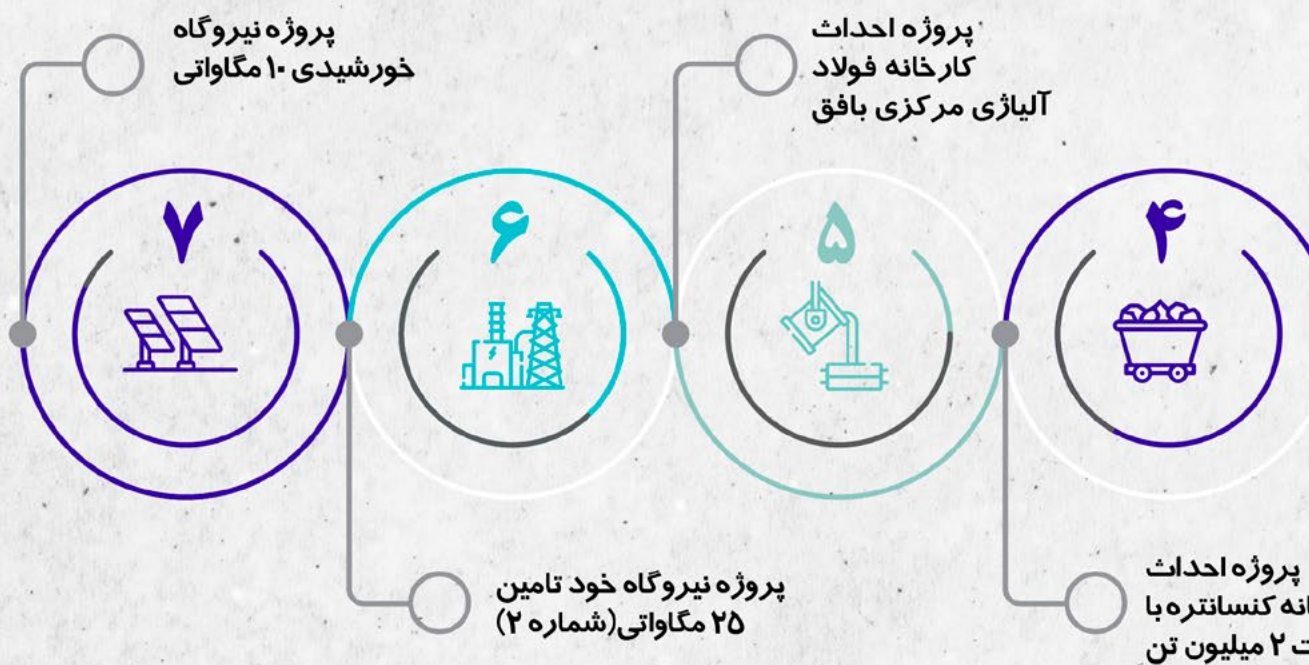 پروژه احداث
کارخانه فولاد
آلیاژی مرکزی بافق
پروژه نیروگاه
خورشیدی ۱۰ مگاواتی
۴
۵
۶
۷
پروژه احداث
کنسانتره با
۲ میلیون تن
پروژه نیروگاه خود تامین
۲۵ مگاواتی(شماره ۲)